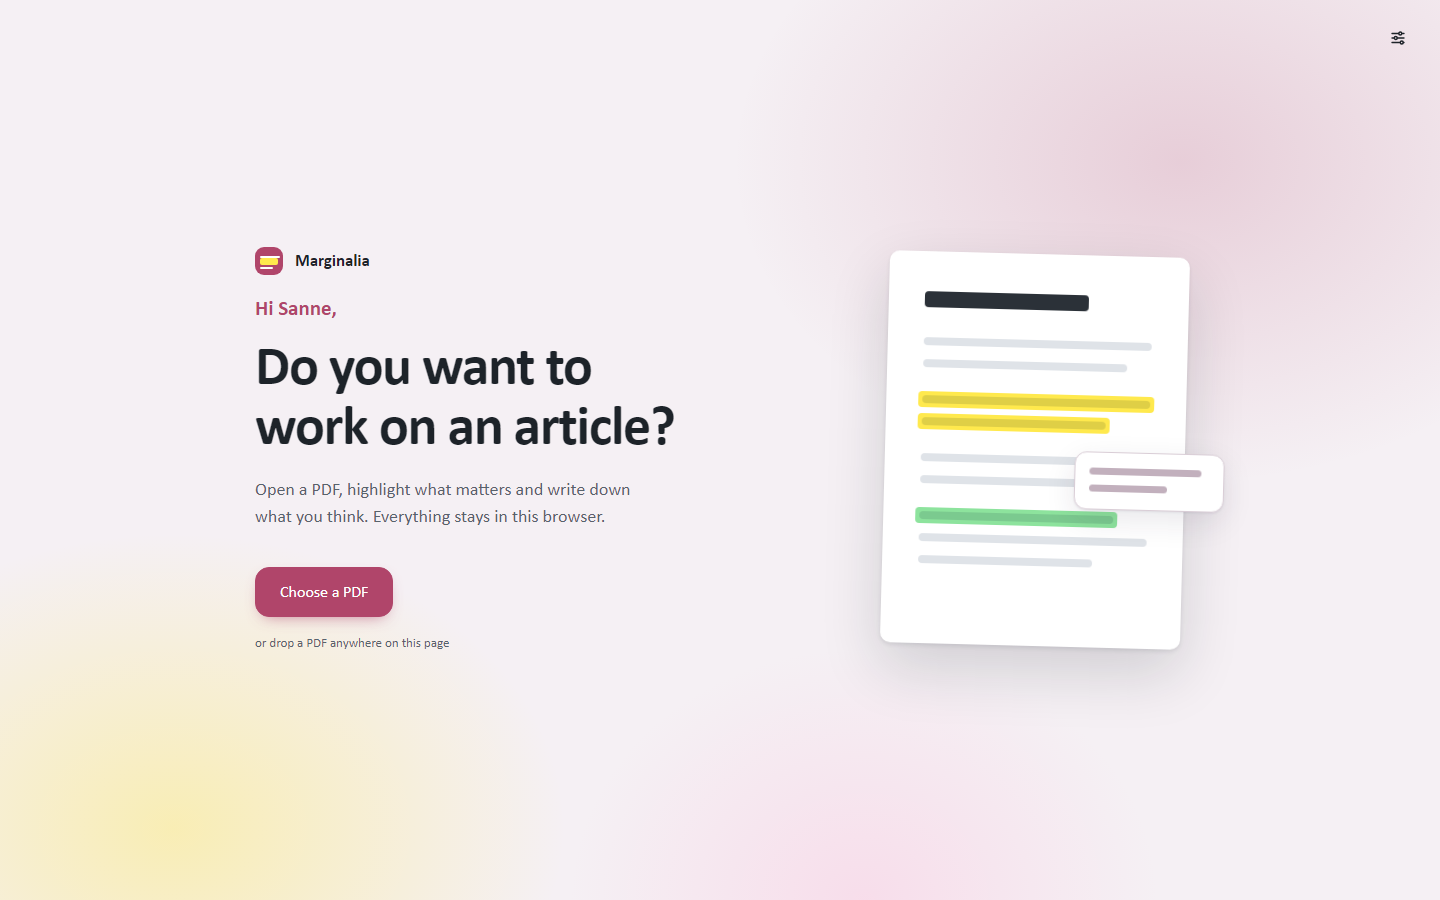 Marginalia
Hi Sanne,
Do you want to
work on an article?
Open a PDF, highlight what matters and write down
what you think. Everything stays in this browser.
Choose a PDF
or drop a PDF anywhere on this page